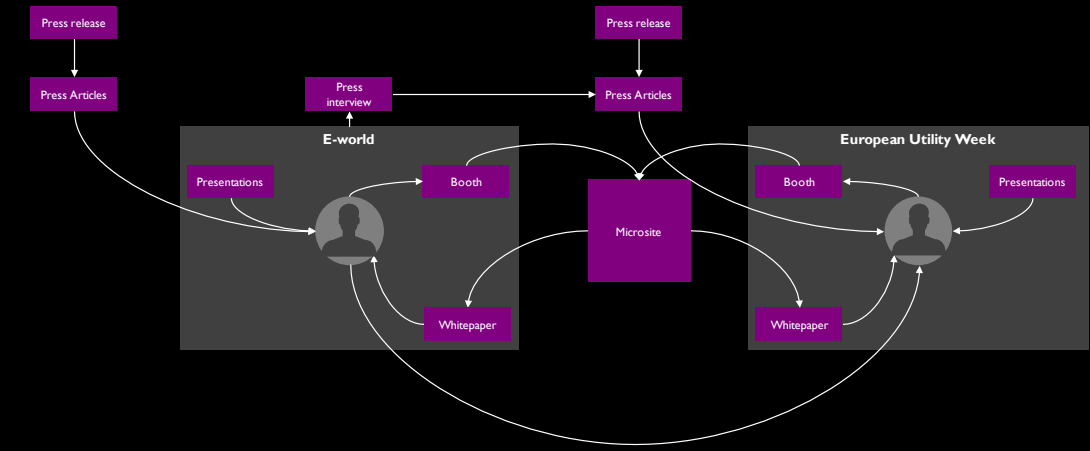 Press release
Press release
Press Articles
Press
interview
Press Articles
E-world
European Utility Week
Presentations
Booth
Booth
Presentations
Microsite
Whitepaper
Whitepaper